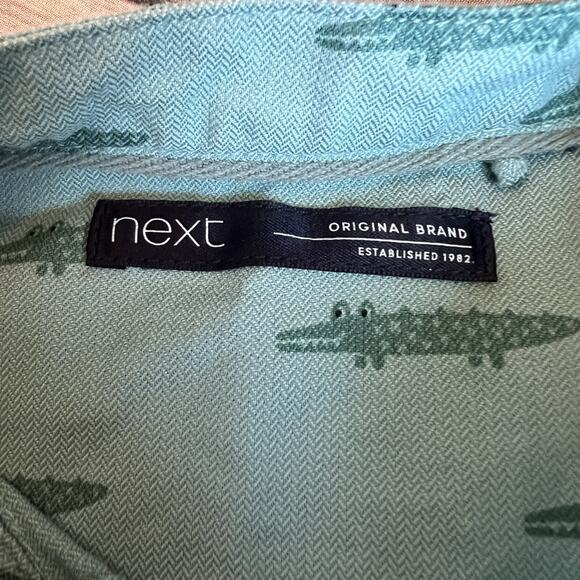 next
ORIGINAL BRAND
ESTABLISHED 1982.